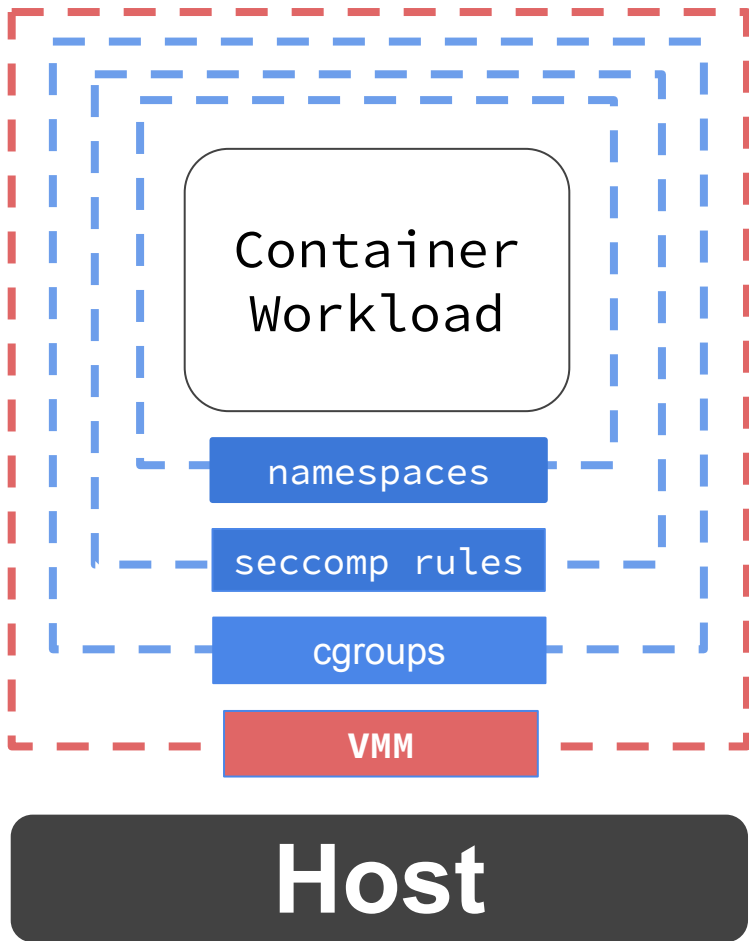 Container
Workload
namespaces
seccomp rules
cgroups
VMM
Host